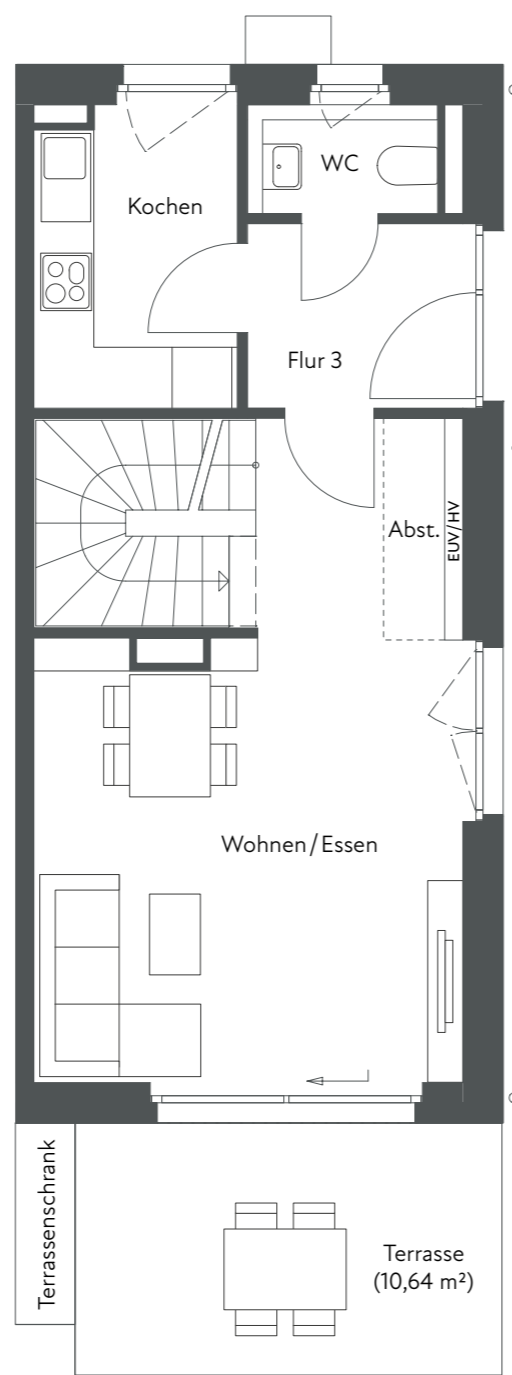 WC
Kochen
Flur 3
Abst.
EUV/HV
Wohnen/Essen
Terrassenschrank
Terrasse
(10,64 m²)